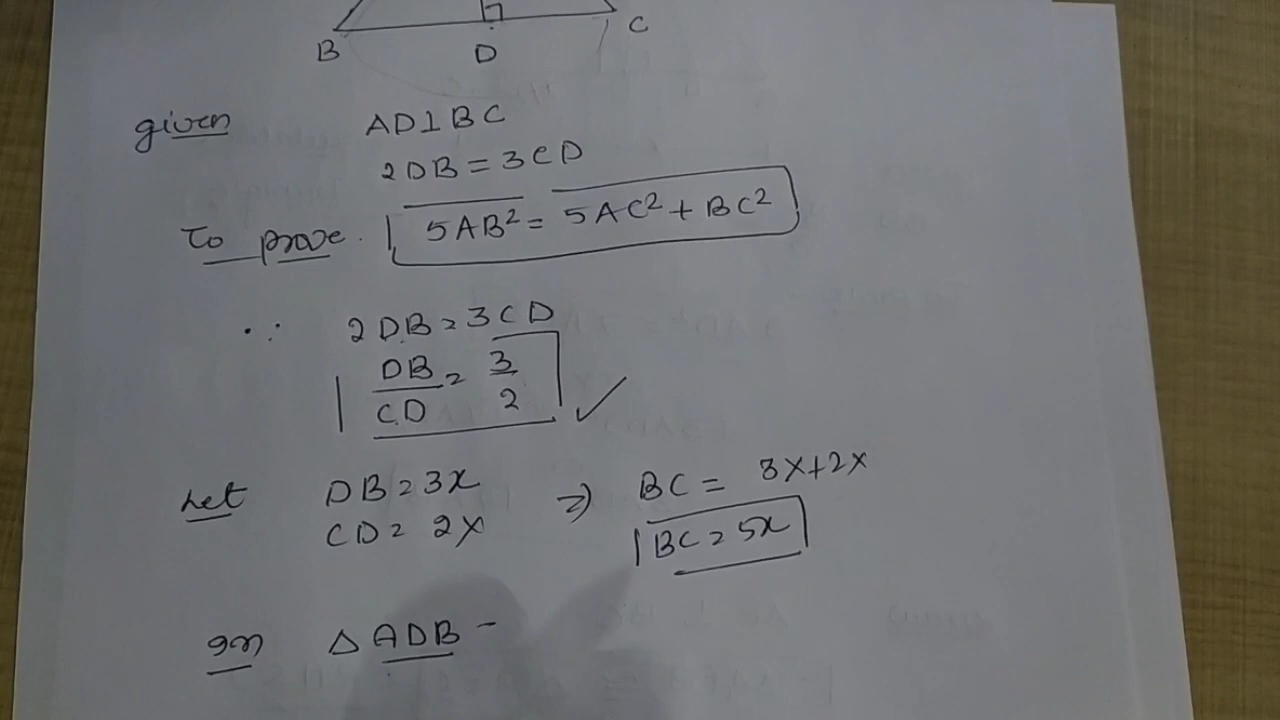 B
D
C
given AD⊥BC
2DB = 3CD
To prove. 5AB² = 5AC² + BC²
∵ 2DB = 3CD
DB/CD = 3/2 ✓
Let DB = 3x ⇒ BC = 3x+2x
CD = 2x BC = 5x
In △ADB -